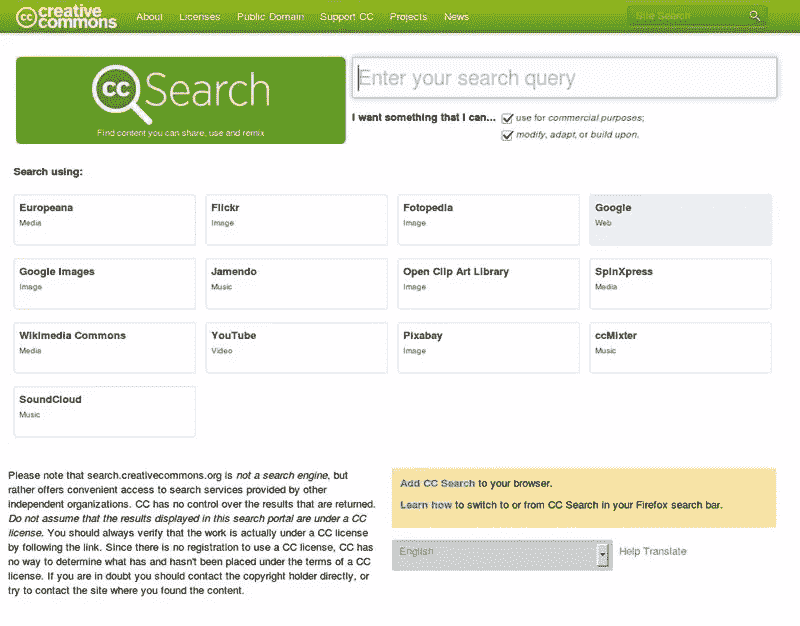 cc creative commons
About Licenses Public Domain Support CC Projects News
Site Search
cc Search
Find content you can share, use and remix
Enter your search query
I want something that I can... use for commercial purposes;
modify, adapt, or build upon.
Search using:
Europeana Flickr Fotopedia Google
Media Image Image Web
Google Images Jamendo Open Clip Art Library SpinXpress
Image Music Image Media
Wikimedia Commons YouTube Pixabay ccMixter
Media Video Image Music
SoundCloud
Music
Please note that search.creativecommons.org is not a search engine, but
rather offers convenient access to search services provided by other
independent organizations. CC has no control over the results that are returned.
Do not assume that the results displayed in this search portal are under a CC
license. You should always verify that the work is actually under a CC license
by following the link. Since there is no registration to use a CC license, CC has
no way to determine what has and hasn't been placed under the terms of a CC
license. If you are in doubt you should contact the copyright holder directly, or
try to contact the site where you found the content.
Add CC Search to your browser.
Learn how to switch to or from CC Search in your Firefox search bar.
English Help Translate